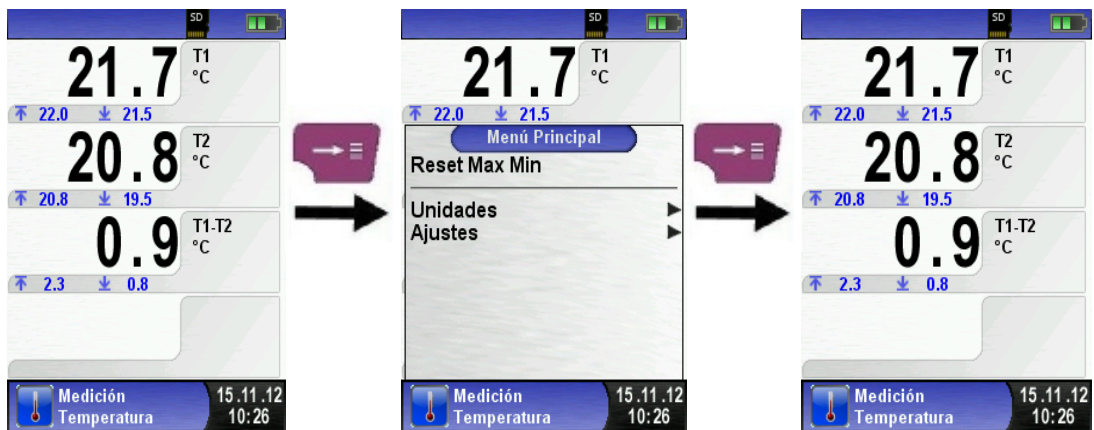 SD
21.7 T1
°C
22.0 21.5
20.8 T2
°C
20.8 19.5
0.9 T1-T2
°C
2.3 0.8
Medición
Temperatura
15.11.12
10:26
SD
21.7 T1
°C
22.0 21.5
Menú Principal
Reset Max Min
Unidades
Ajustes
Medición
Temperatura
15.11.12
10:26
SD
21.7 T1
°C
22.0 21.5
20.8 T2
°C
20.8 19.5
0.9 T1-T2
°C
2.3 0.8
Medición
Temperatura
15.11.12
10:26